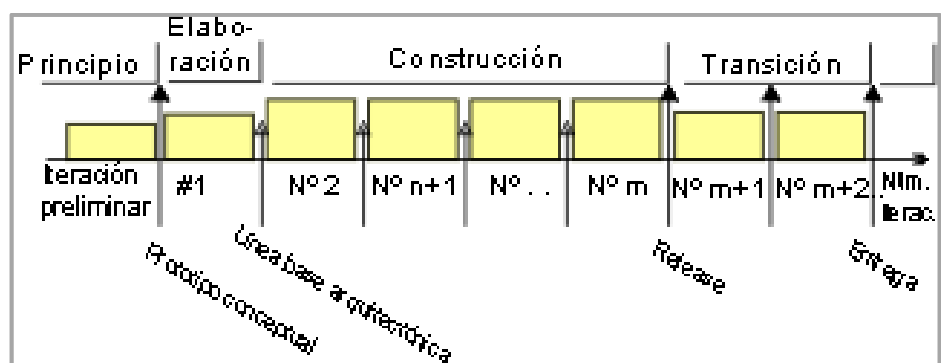 Elabo-
Principio ración Construcción Transición
Iteración preliminar #1 Nº 2 Nº n+1 Nº .. Nº m Nº m+1 Nº m+2.. Núm. Iterac.
Prototipo conceptual
Línea base arquitectónica
Release
Entrega